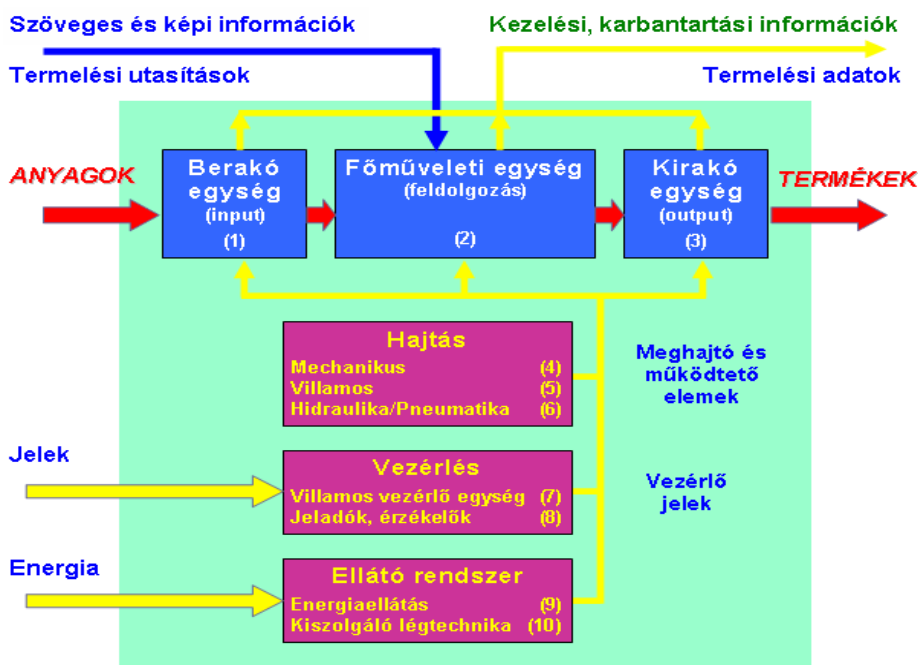 Szöveges és képi információk
Kezelési, karbantartási információk
Termelési utasítások
Termelési adatok
ANYAGOK
Berakó
egység
(input)
(1)
Főműveleti egység
(feldolgozás)
(2)
Kirakó
egység
(output)
(3)
TERMÉKEK
Hajtás
Mechanikus (4)
Villamos (5)
Hidraulika/Pneumatika (6)
Meghajtó és
működtető
elemek
Jelek
Vezérlés
Villamos vezérlő egység (7)
Jeladók, érzékelők (8)
Vezérlő
jelek
Energia
Ellátó rendszer
Energiaellátás (9)
Kiszolgáló légtechnika (10)